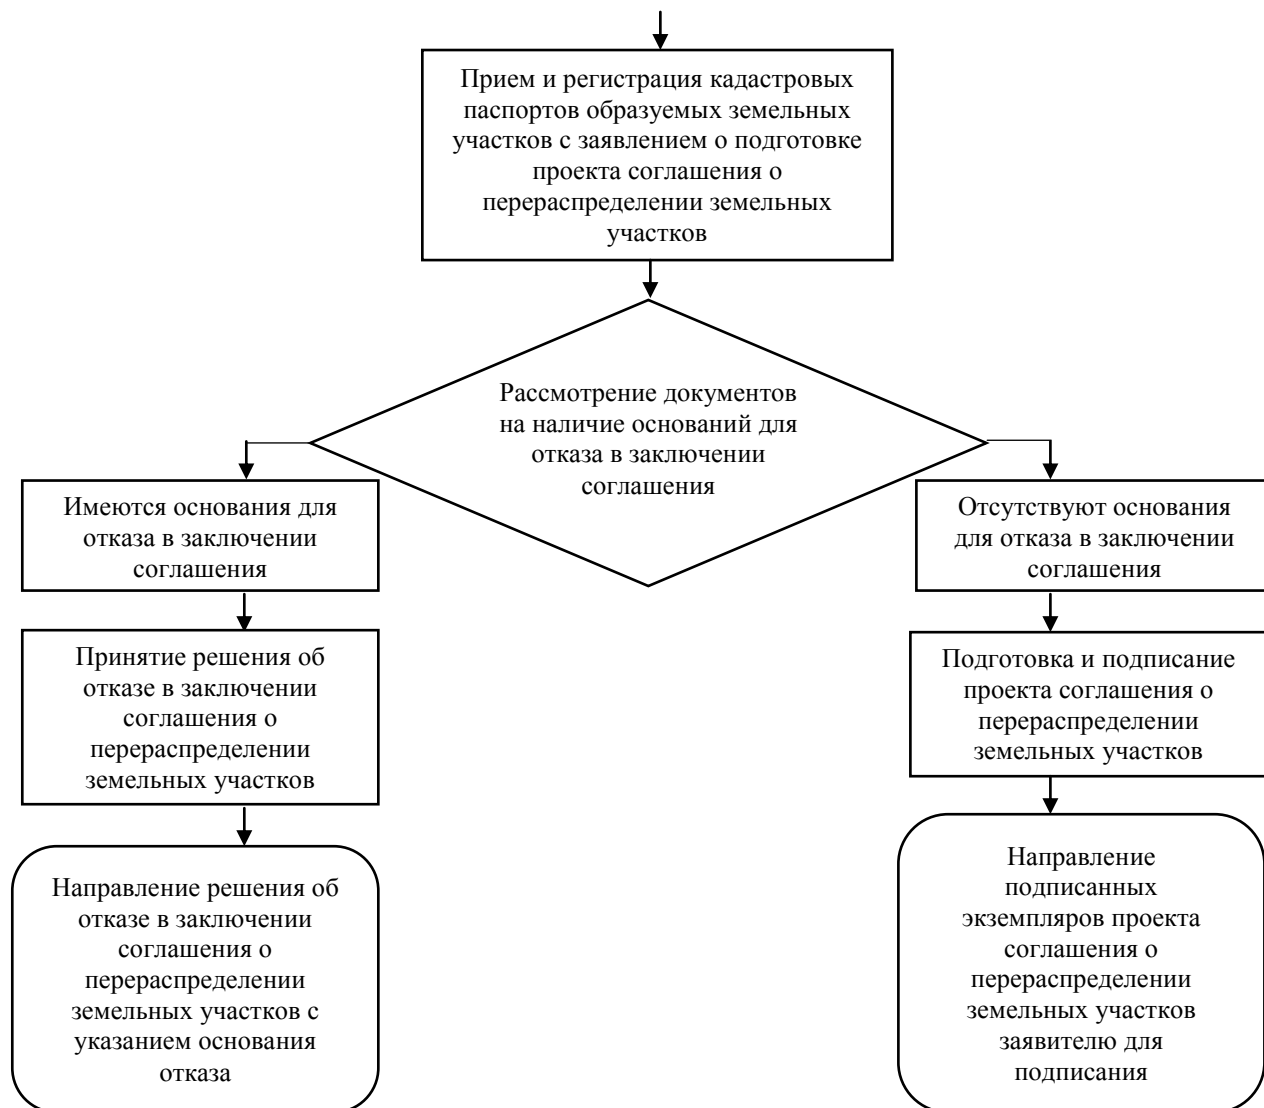 Прием и регистрация кадастровых
паспортов образуемых земельных
участков с заявлением о подготовке
проекта соглашения о
перераспределении земельных
участков
Рассмотрение документов
на наличие оснований для
отказа в заключении
соглашения
Имеются основания для
отказа в заключении
соглашения
Отсутствуют основания
для отказа в заключении
соглашения
Принятие решения об
отказе в заключении
соглашения о
перераспределении
земельных участков
Подготовка и подписание
проекта соглашения о
перераспределении
земельных участков
Направление решения об
отказе в заключении
соглашения о
перераспределении
земельных участков с
указанием основания
отказа
Направление
подписанных
экземпляров проекта
соглашения о
перераспределении
земельных участков
заявителю для
подписания